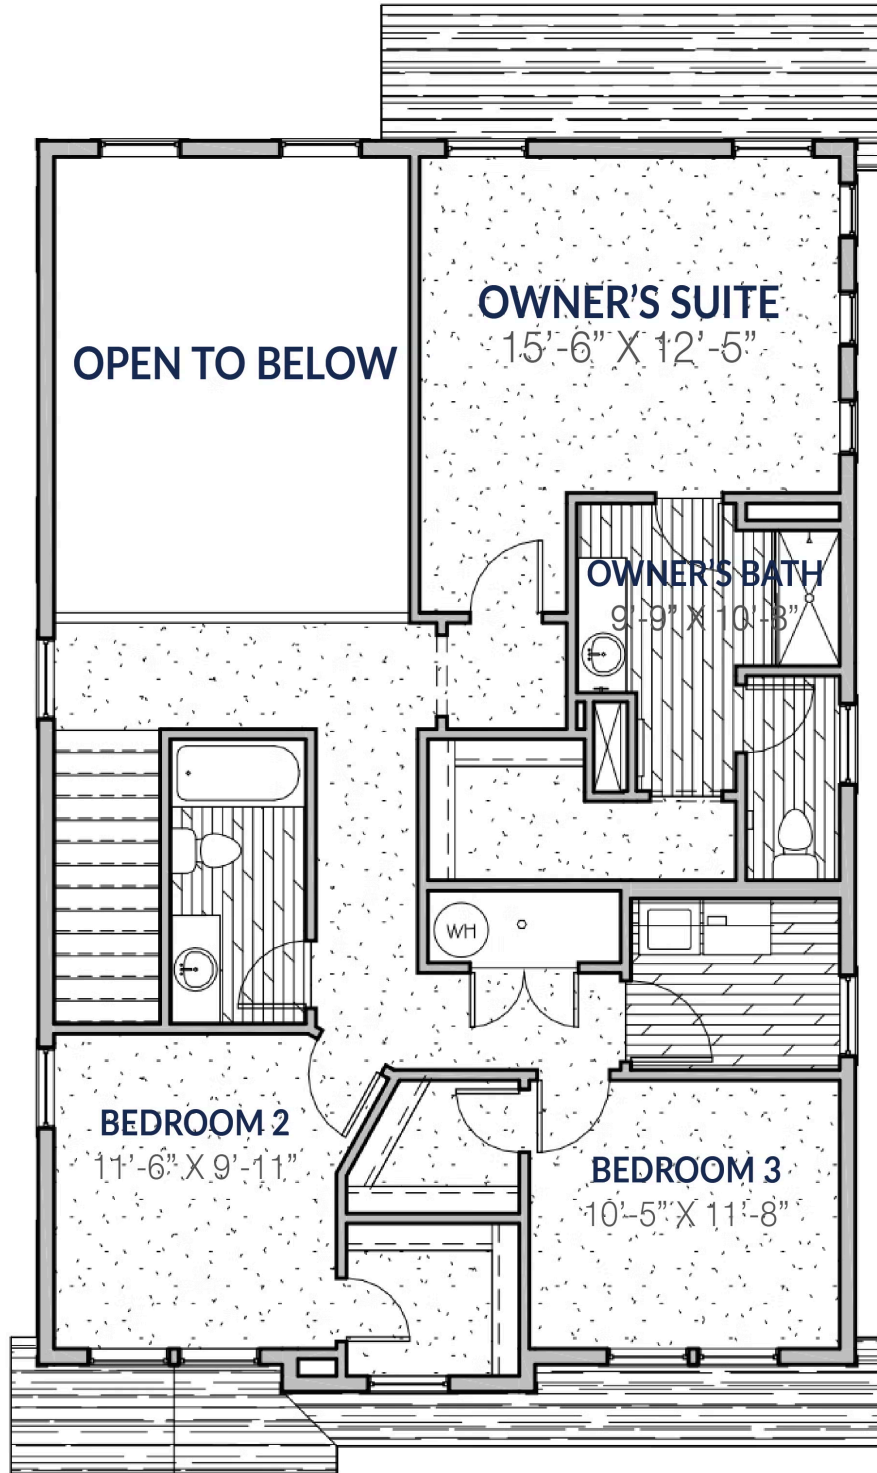 OWNER’S SUITE
15’-6” X 12’-5”
OPEN TO BELOW
OWNER’S BATH
9’-9” X 10’-8”
WH
BEDROOM 2
11’-6” X 9’-11”
BEDROOM 3
10’-5” X 11’-8”